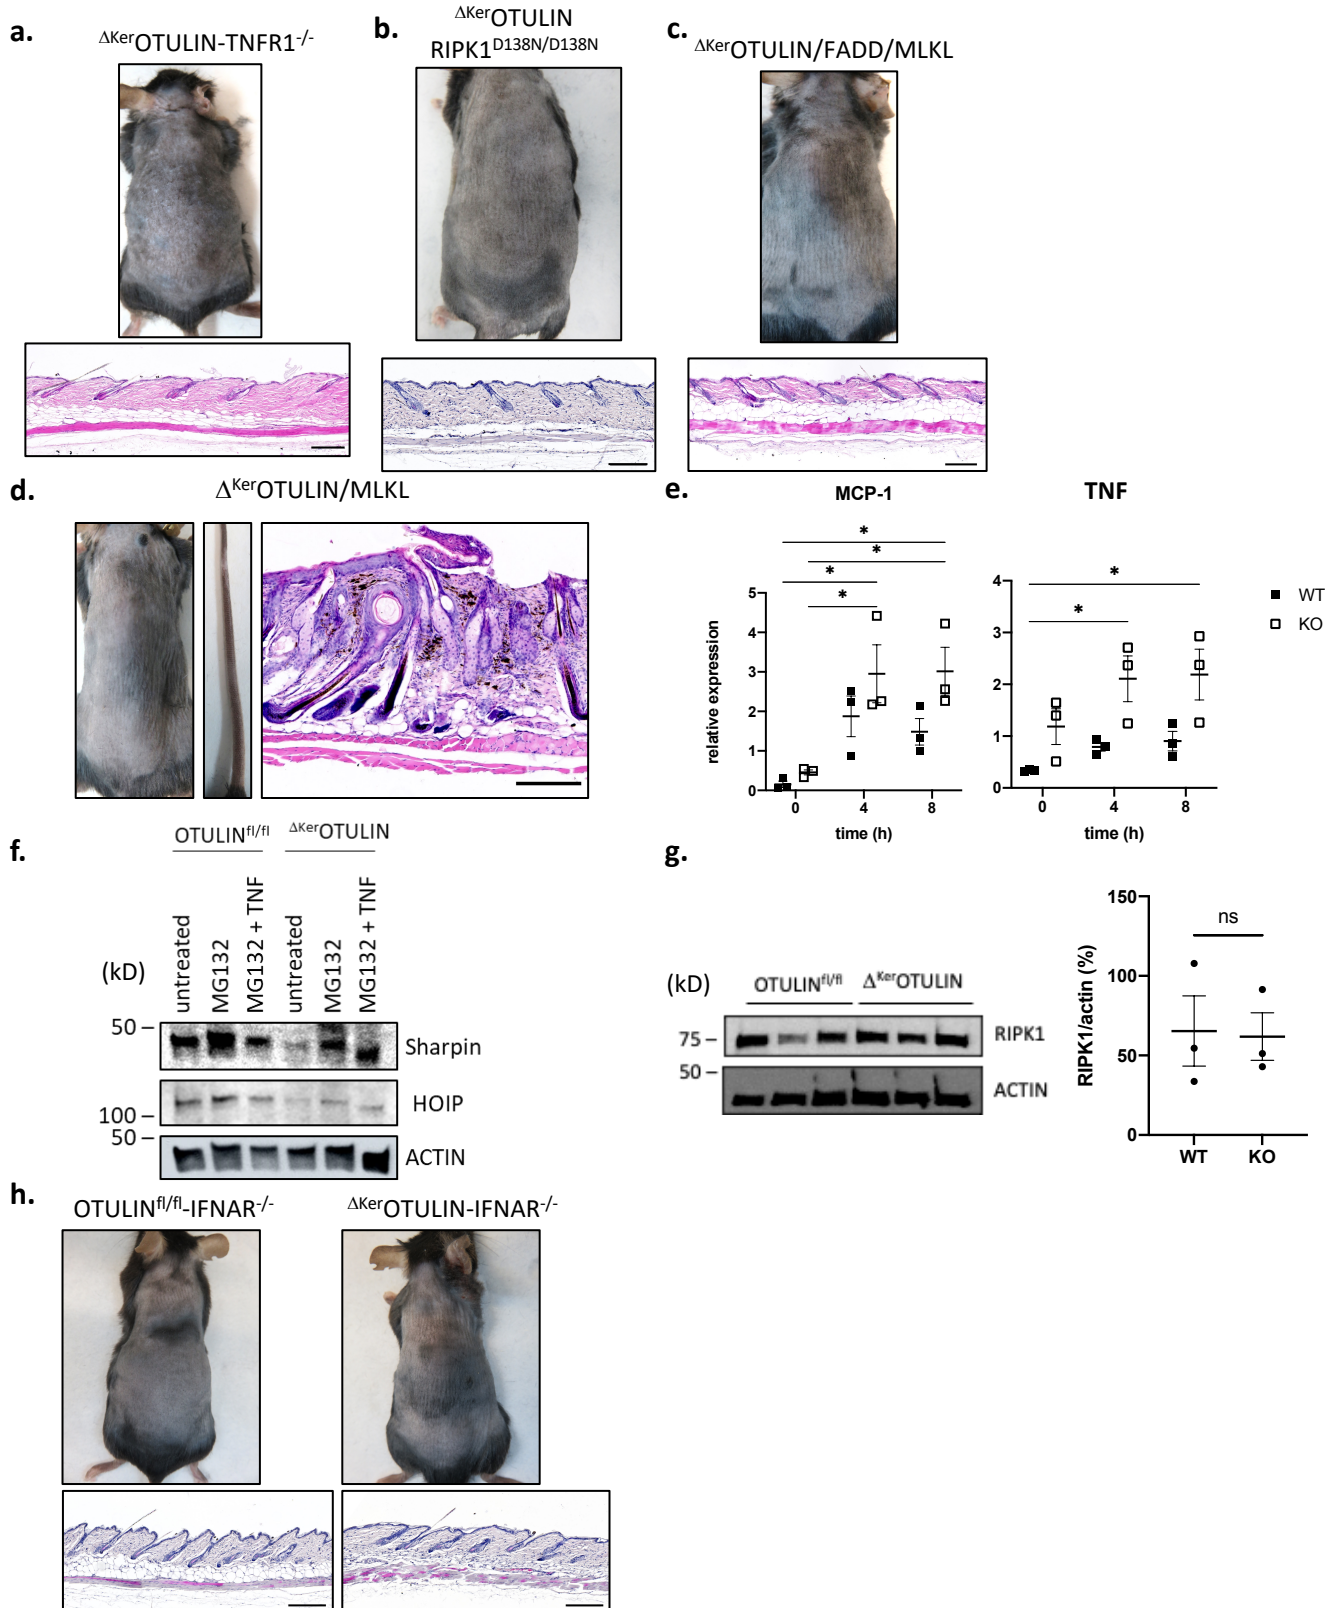 a.
ΔKerOTULIN-TNFR1-/-
b.
ΔKerOTULIN
RIPK1D138N/D138N
c.
ΔKerOTULIN/FADD/MLKL
d.
ΔKerOTULIN/MLKL
e.
MCP-1
TNF
* * * *
* *
relative expression
5
4
3
2
1
0
0 4 8
time (h)
4
3
2
1
0
0 4 8
time (h)
WT
KO
f.
OTULINfl/fl ΔKerOTULIN
untreated
MG132
MG132 + TNF
untreated
MG132
MG132 + TNF
(kD)
50 –
Sharpin
HOIP
100 –
50 –
ACTIN
g.
(kD)
OTULINfl/fl ΔKerOTULIN
75 –
RIPK1
50 –
ACTIN
RIPK1/actin (%)
150
100
50
0
ns
WT KO
h.
OTULINfl/fl-IFNAR-/-
ΔKerOTULIN-IFNAR-/-